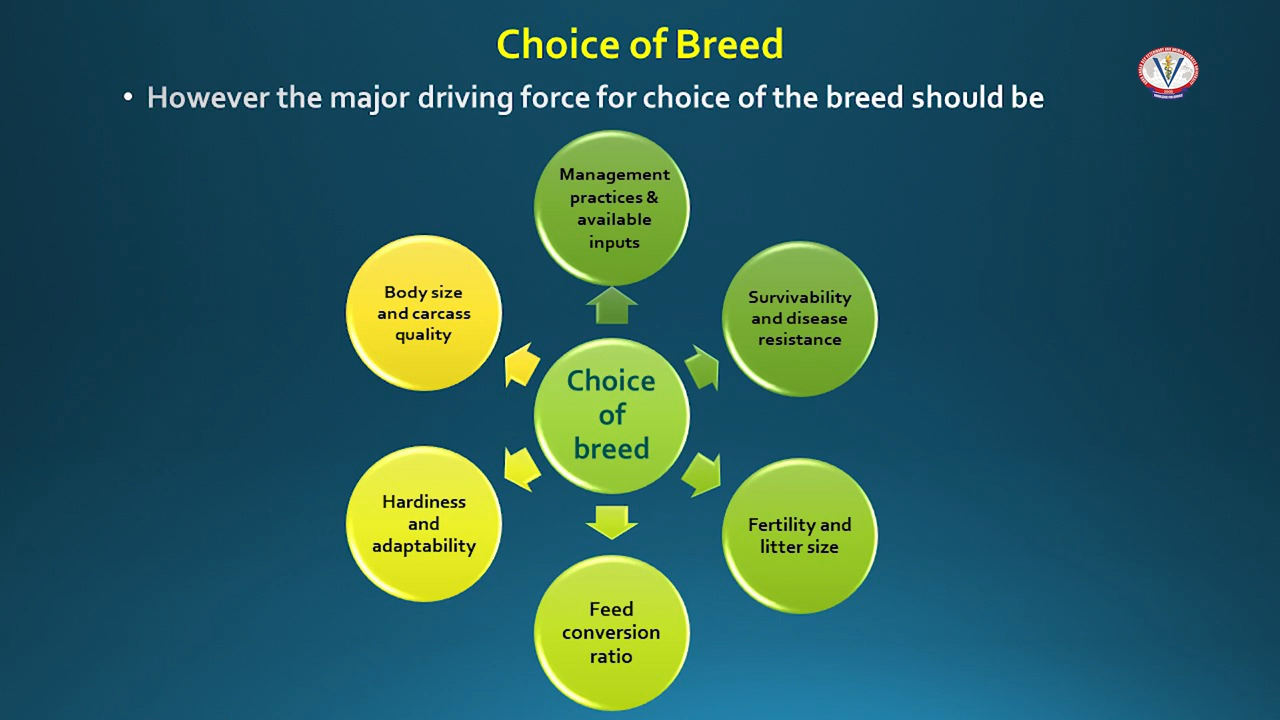 Choice of Breed
• However the major driving force for choice of the breed should be
Management
practices &
available
inputs
Survivability
and disease
resistance
Fertility and
litter size
Feed
conversion
ratio
Hardiness
and
adaptability
Body size
and carcass
quality
Choice
of
breed